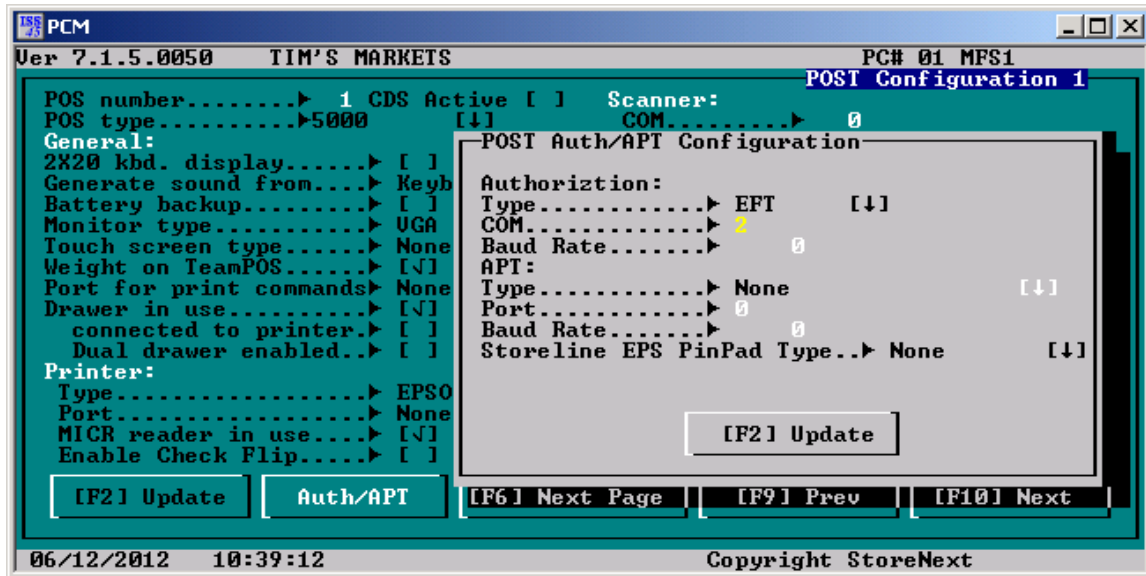 ISS 45 PCM
Ver 7.1.5.0050 TIM'S MARKETS PC# 01 MFS1
POST Configuration 1
POS number........► 1 CDS Active [ ] Scanner:
POS type..........►5000 [↓] COM.........► 0
General:
2X20 kbd. display......► [ ]
Generate sound from....► Keyb
Battery backup.........► [ ]
Monitor type...........► VGA
Touch screen type......► None
Weight on TeamPOS......► [√]
Port for print commands► None
Drawer in use..........► [√]
connected to printer.► [ ]
Dual drawer enabled..► [ ]
Printer:
Type..................► EPSO
Port..................► None
MICR reader in use....► [√]
Enable Check Flip.....► [ ]
POST Auth/APT Configuration
Authoriztion:
Type.............► EFT [↓]
COM..............► 2
Baud Rate.......► 0
APT:
Type.............► None [↓]
Port.............► 0
Baud Rate.......► 0
Storeline EPS PinPad Type..► None [↓]
[F2] Update
[F2] Update Auth/APT [F6] Next Page [F9] Prev [F10] Next
06/12/2012 10:39:12 Copyright StoreNext